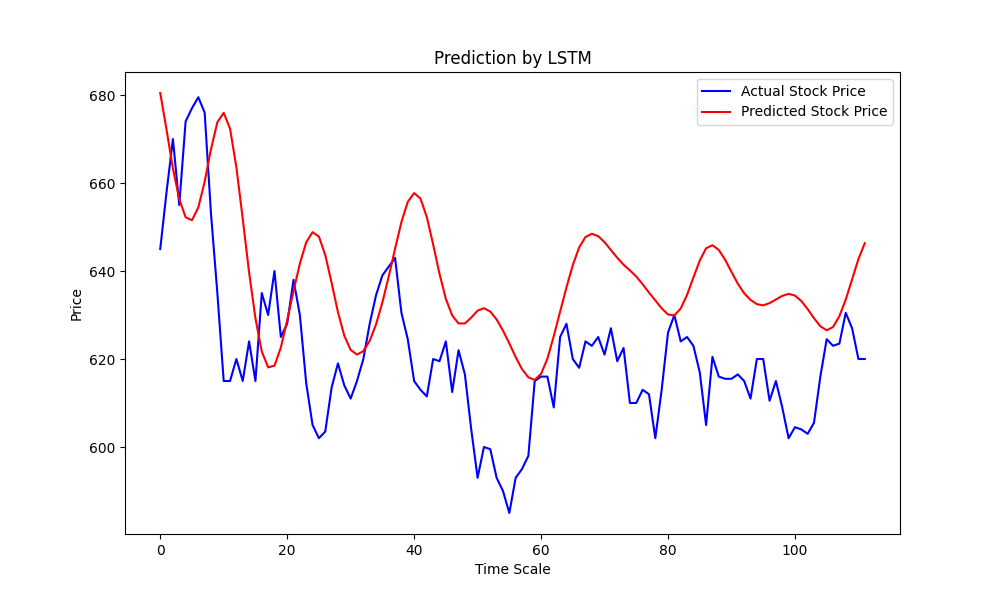 Prediction by LSTM
Actual Stock Price
Predicted Stock Price
Price
680
660
640
620
600
0 20 40 60 80 100
Time Scale